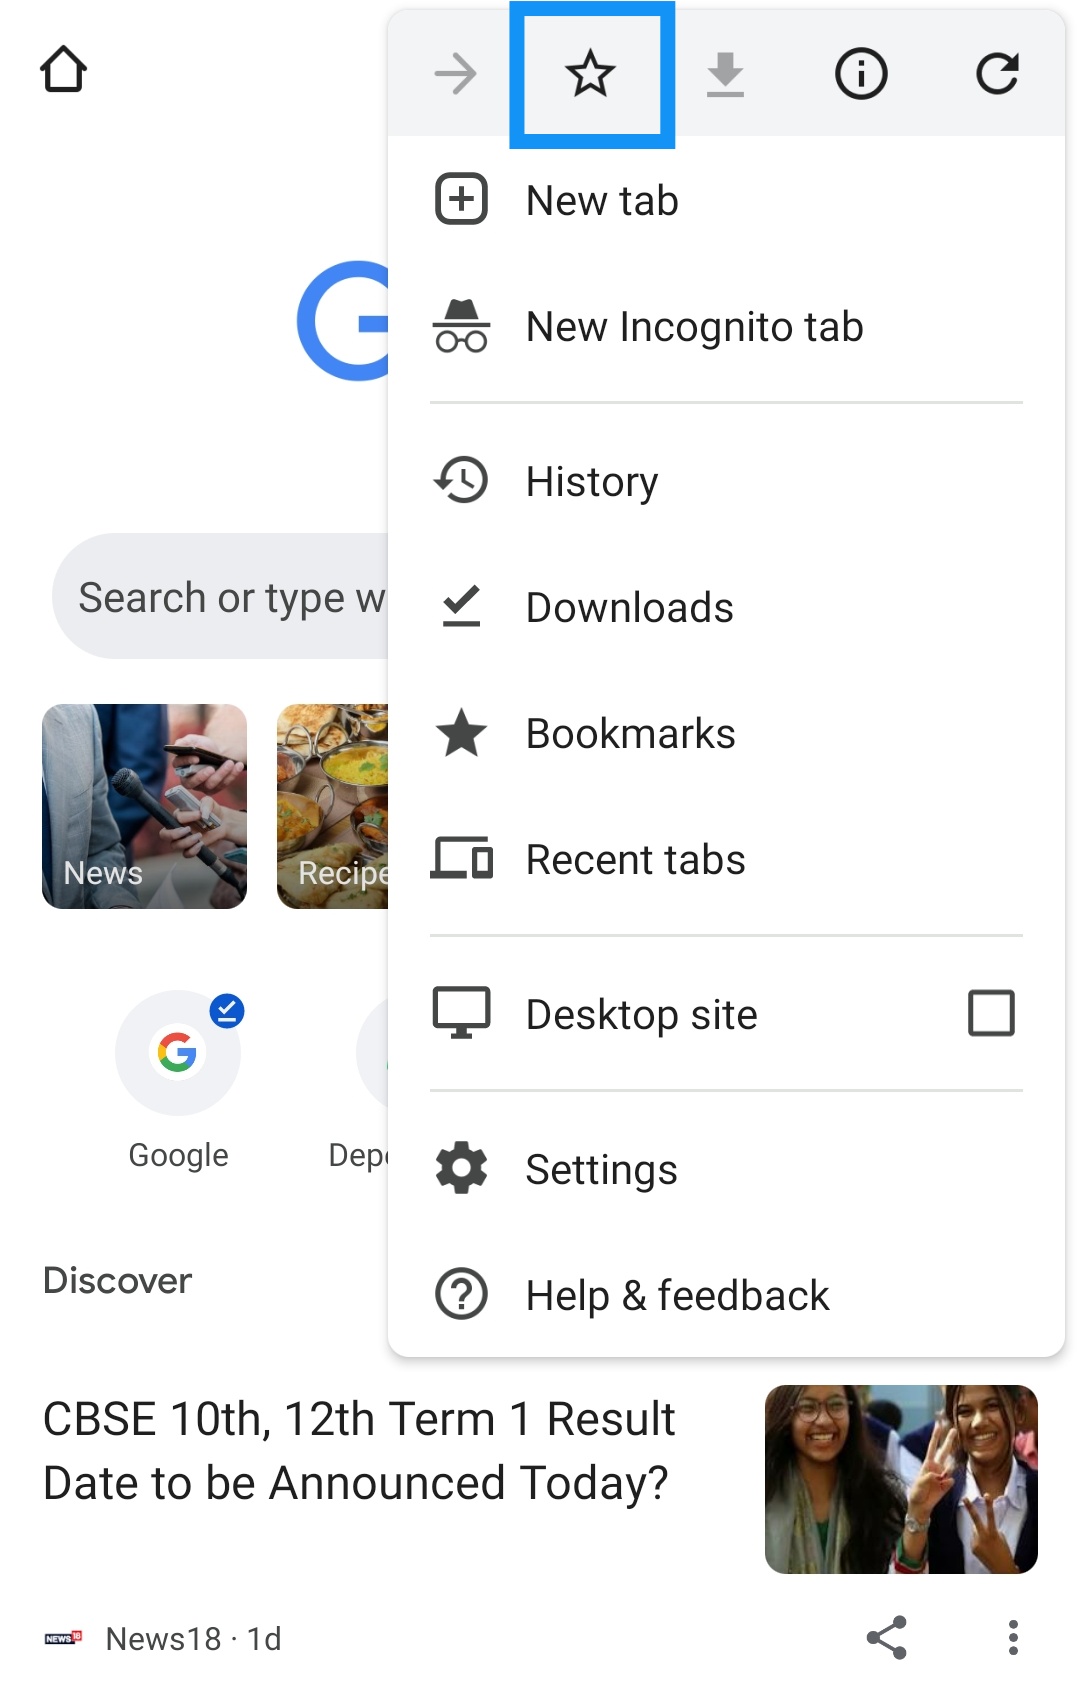 New tab
New Incognito tab
History
Downloads
Bookmarks
Recent tabs
Desktop site
Settings
Help & feedback
G
Search or type w
News
Recipe
Google
Dep
Discover
CBSE 10th, 12th Term 1 Result
Date to be Announced Today?
NEWS18
News18 · 1d